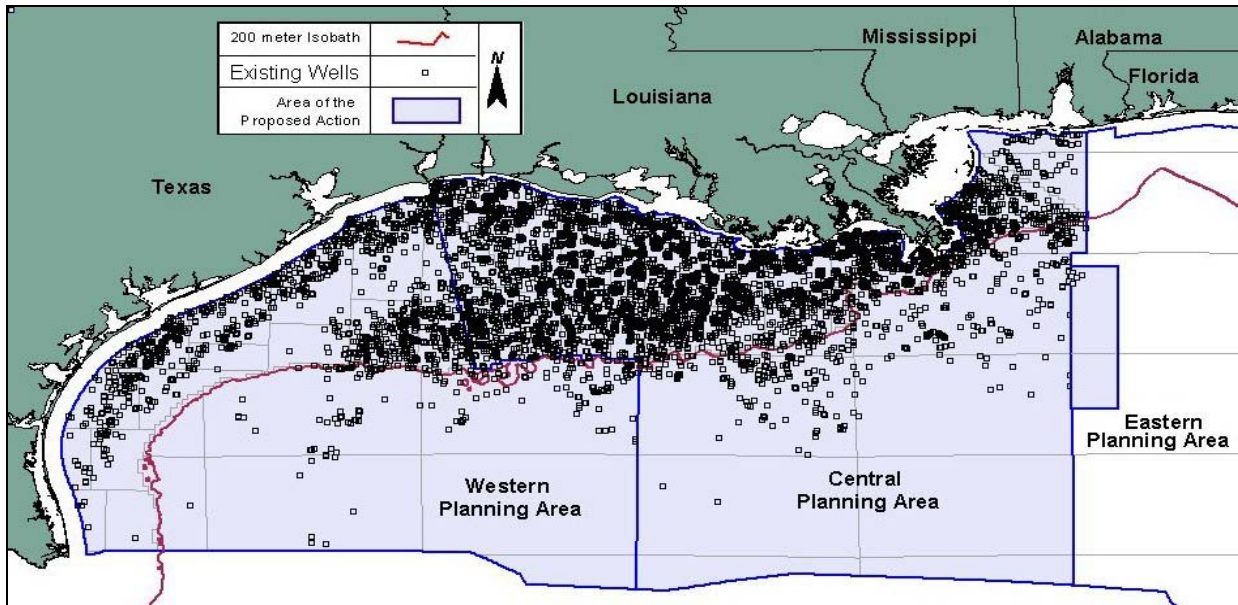 200 meter Isobath
Existing Wells
Area of the
Proposed Action
N
Mississippi
Alabama
Florida
Louisiana
Texas
Eastern
Planning Area
Western
Planning Area
Central
Planning Area